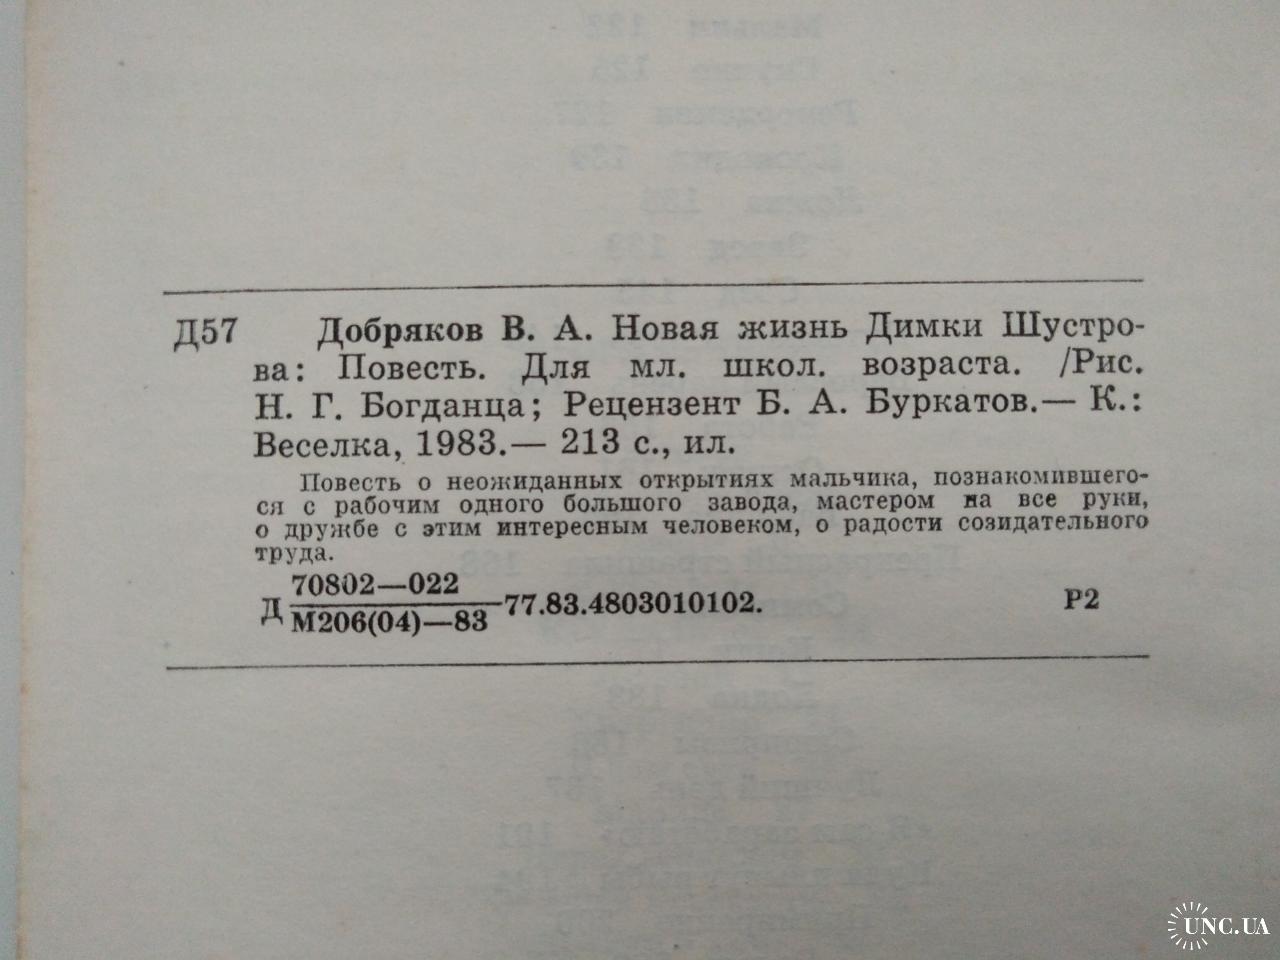 Д57 Добряков В. А. Новая жизнь Димки Шустро-
ва: Повесть. Для мл. школ. возраста. /Рис.
Н. Г. Богданца; Рецензент Б. А. Буркатов.— К.:
Веселка, 1983.— 213 с., ил.
Повесть о неожиданных открытиях мальчика, познакомившего-
ся с рабочим одного большого завода, мастером на все руки,
о дружбе с этим интересным человеком, о радости созидательного
труда.
Д 70802—022
М206(04)—83 77.83.4803010102.
Р2
UNC.UA